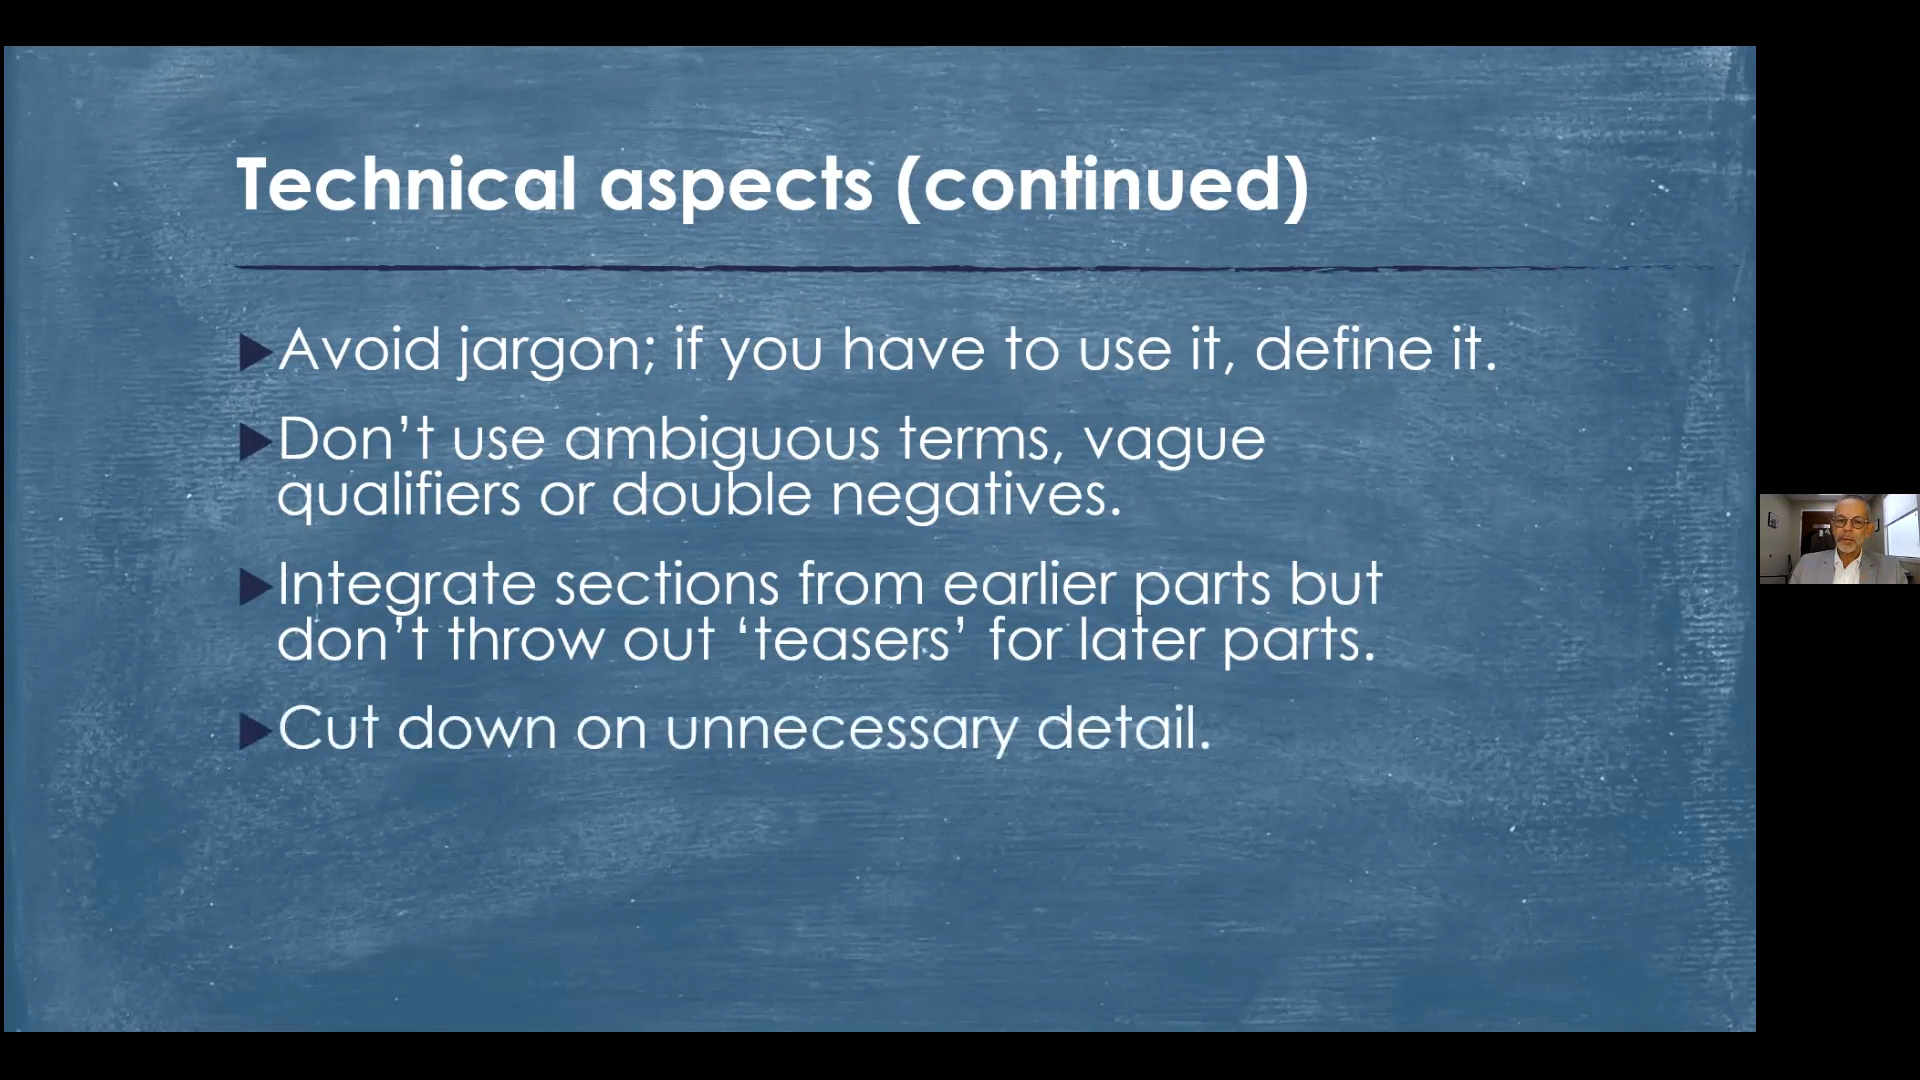 Technical aspects (continued)
Avoid jargon; if you have to use it, define it.
Don’t use ambiguous terms, vague
qualifiers or double negatives.
Integrate sections from earlier parts but
don’t throw out ‘teasers’ for later parts.
Cut down on unnecessary detail.